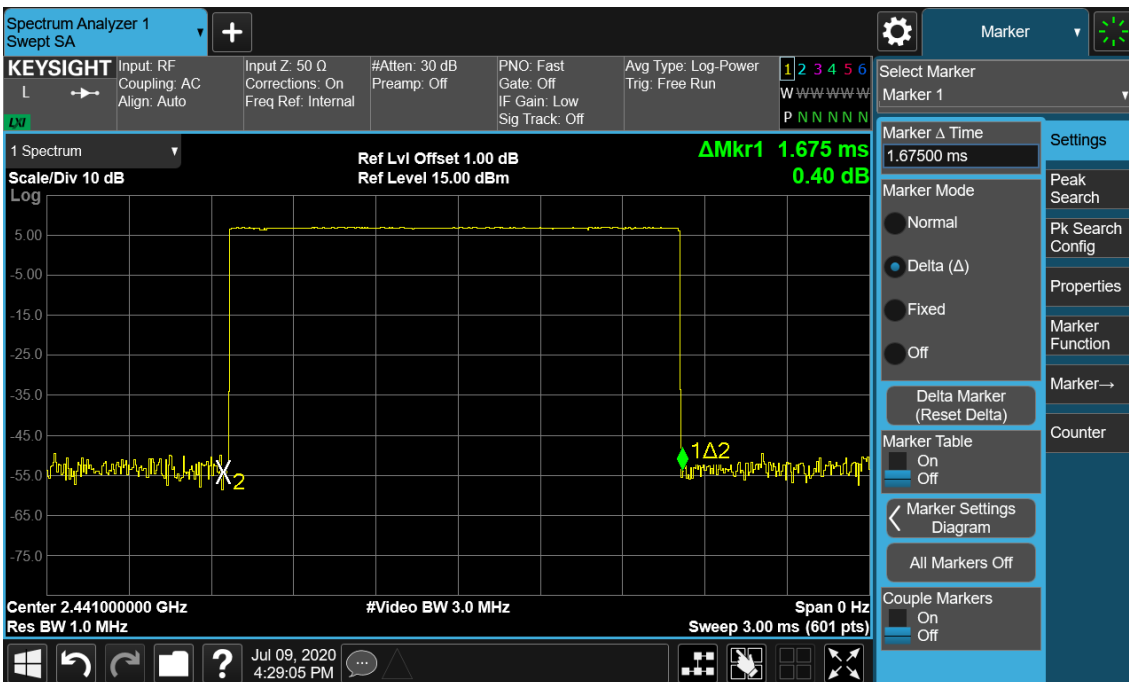 Spectrum Analyzer 1
Swept SA
+
Marker
KEYSIGHT
L
LXI
Input: RF
Coupling: AC
Align: Auto
Input Z: 50 Ω
Corrections: On
Freq Ref: Internal
#Atten: 30 dB
Preamp: Off
PNO: Fast
Gate: Off
IF Gain: Low
Sig Track: Off
Avg Type: Log-Power
Trig: Free Run
1 2 3 4 5 6
W W W W W W
P N N N N N
Select Marker
Marker 1
1 Spectrum
Scale/Div 10 dB
Log
Ref Lvl Offset 1.00 dB
Ref Level 15.00 dBm
ΔMkr1 1.675 ms
0.40 dB
5.00
-5.00
-15.0
-25.0
-35.0
-45.0
-55.0
-65.0
-75.0
X2
1Δ2
Center 2.441000000 GHz
Res BW 1.0 MHz
#Video BW 3.0 MHz
Span 0 Hz
Sweep 3.00 ms (601 pts)
Marker Δ Time
1.67500 ms
Marker Mode
Normal
Delta (Δ)
Fixed
Off
Delta Marker
(Reset Delta)
Marker Table
On
Off
Marker Settings
Diagram
All Markers Off
Couple Markers
On
Off
Settings
Peak
Search
Pk Search
Config
Properties
Marker
Function
Marker→
Counter
?
Jul 09, 2020
4:29:05 PM